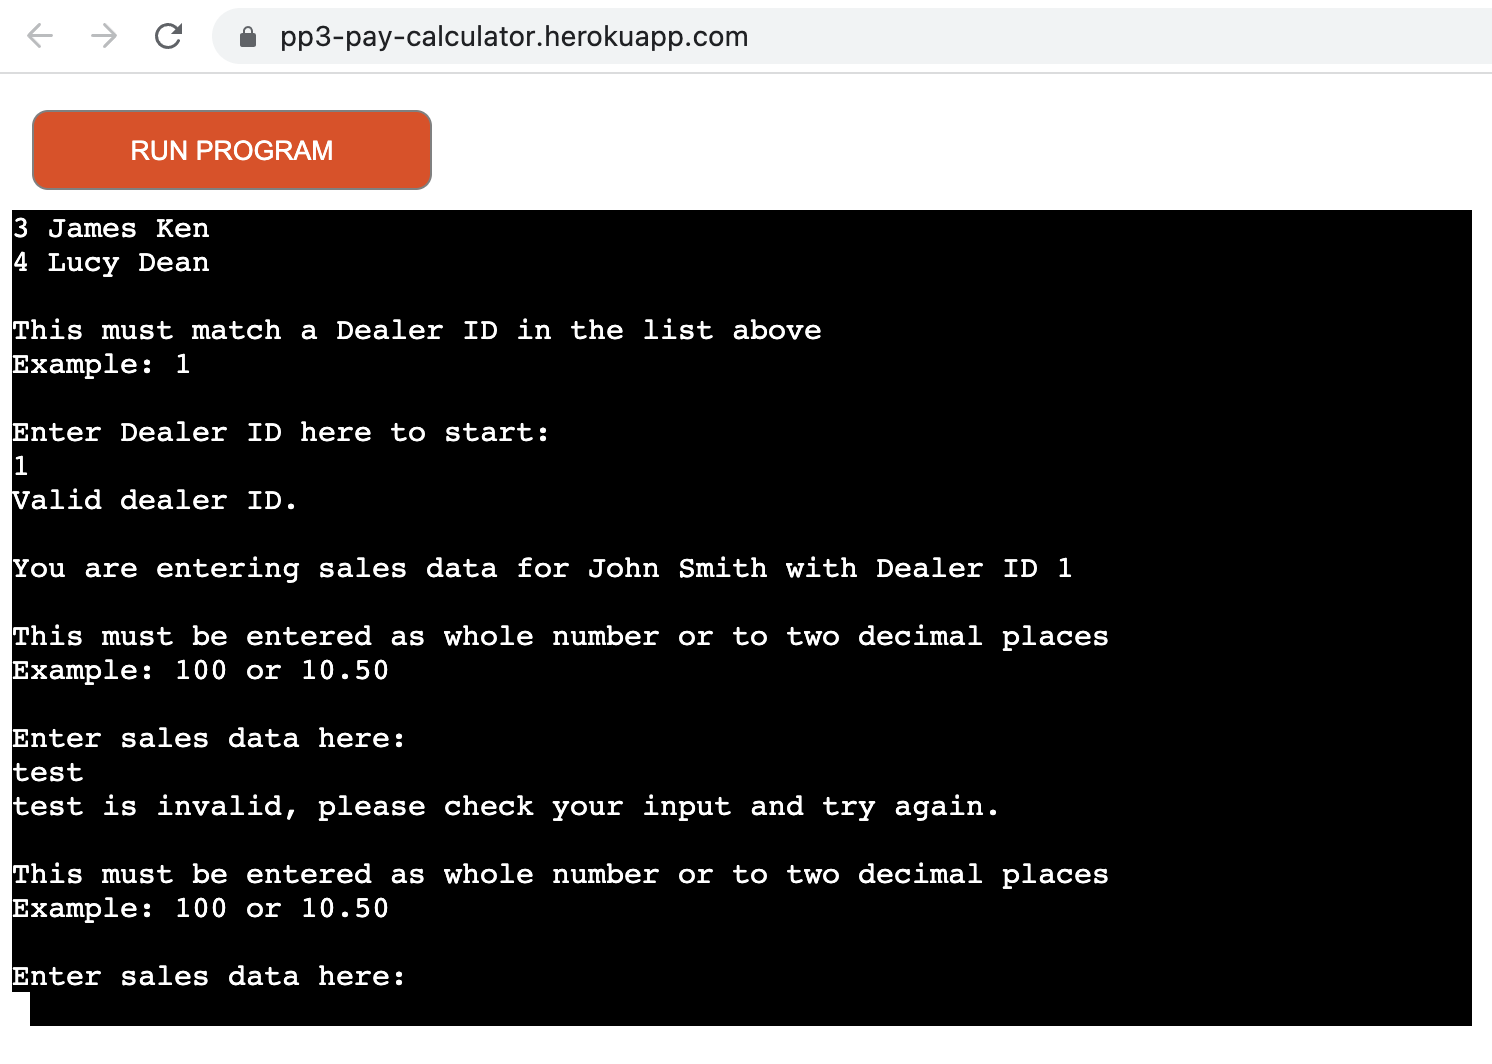 pp3-pay-calculator.herokuapp.com
RUN PROGRAM
3 James Ken
4 Lucy Dean
This must match a Dealer ID in the list above
Example: 1
Enter Dealer ID here to start:
1
Valid dealer ID.
You are entering sales data for John Smith with Dealer ID 1
This must be entered as whole number or to two decimal places
Example: 100 or 10.50
Enter sales data here:
test
test is invalid, please check your input and try again.
This must be entered as whole number or to two decimal places
Example: 100 or 10.50
Enter sales data here: